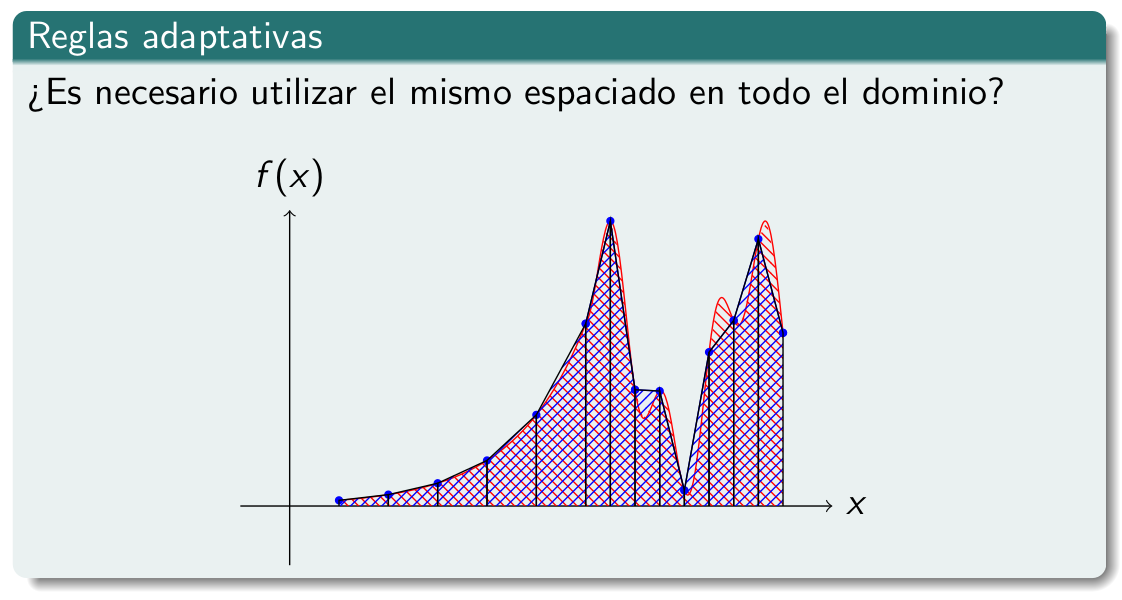 Reglas adaptativas
¿Es necesario utilizar el mismo espaciado en todo el dominio?
f(x)
x